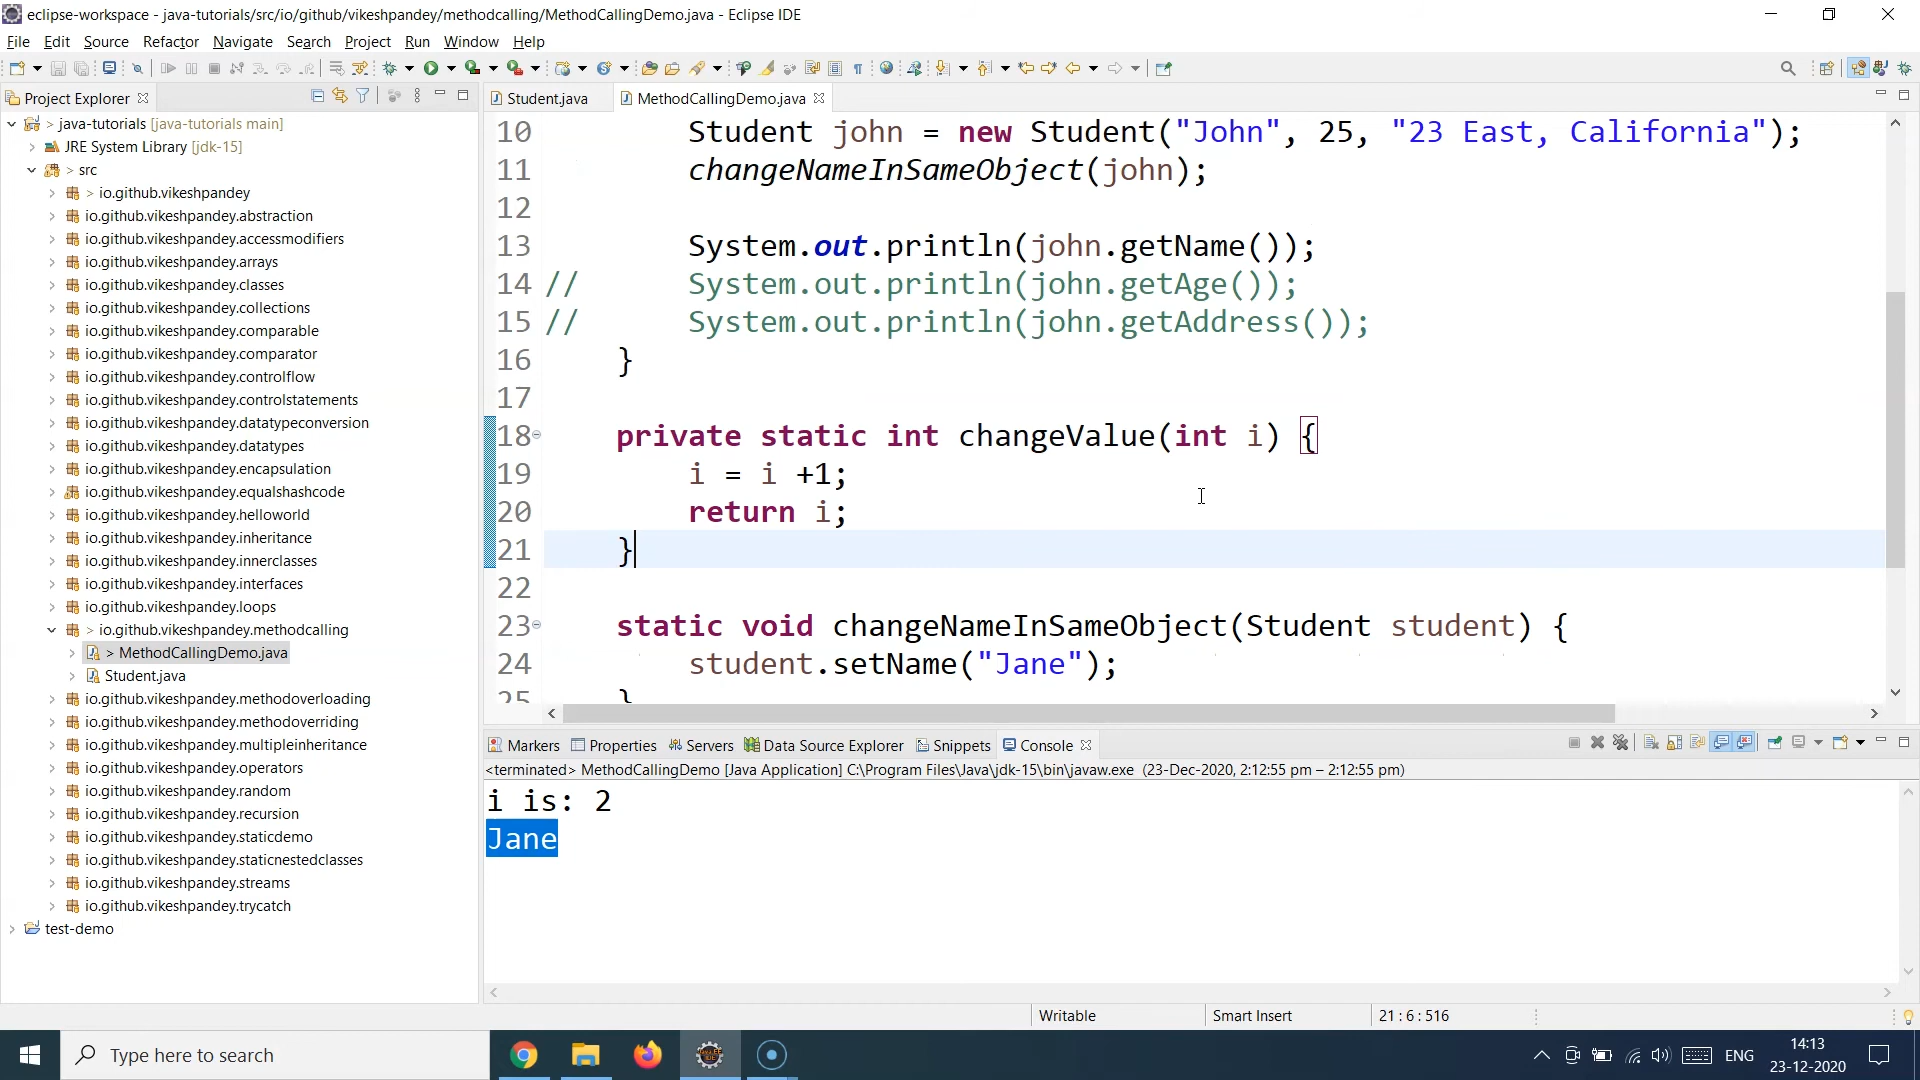 eclipse-workspace - java-tutorials/src/io/github/vikeshpandey/methodcalling/MethodCallingDemo.java - Eclipse IDE
File Edit Source Refactor Navigate Search Project Run Window Help
Project Explorer
> java-tutorials [java-tutorials main]
JRE System Library [jdk-15]
> src
> io.github.vikeshpandey
io.github.vikeshpandey.abstraction
io.github.vikeshpandey.accessmodifiers
io.github.vikeshpandey.arrays
io.github.vikeshpandey.classes
io.github.vikeshpandey.collections
io.github.vikeshpandey.comparable
io.github.vikeshpandey.comparator
io.github.vikeshpandey.controlflow
io.github.vikeshpandey.controlstatements
io.github.vikeshpandey.datatypeconversion
io.github.vikeshpandey.datatypes
io.github.vikeshpandey.encapsulation
io.github.vikeshpandey.equalshashcode
io.github.vikeshpandey.helloworld
io.github.vikeshpandey.inheritance
io.github.vikeshpandey.innerclasses
io.github.vikeshpandey.interfaces
io.github.vikeshpandey.loops
> io.github.vikeshpandey.methodcalling
> MethodCallingDemo.java
Student.java
io.github.vikeshpandey.methodoverloading
io.github.vikeshpandey.methodoverriding
io.github.vikeshpandey.multipleinheritance
io.github.vikeshpandey.operators
io.github.vikeshpandey.random
io.github.vikeshpandey.recursion
io.github.vikeshpandey.staticdemo
io.github.vikeshpandey.staticnestedclasses
io.github.vikeshpandey.streams
io.github.vikeshpandey.trycatch
test-demo
Student.java MethodCallingDemo.java
10 Student john = new Student("John", 25, "23 East, California");
11 changeNameInSameObject(john);
12
13 System.out.println(john.getName());
14 // System.out.println(john.getAge());
15 // System.out.println(john.getAddress());
16 }
17
18 private static int changeValue(int i) {
19 i = i +1;
20 return i;
21 }
22
23 static void changeNameInSameObject(Student student) {
24 student.setName("Jane");
25 }
Markers Properties Servers Data Source Explorer Snippets Console
<terminated> MethodCallingDemo [Java Application] C:\Program Files\Java\jdk-15\bin\javaw.exe (23-Dec-2020, 2:12:55 pm – 2:12:55 pm)
i is: 2
Jane
Writable Smart Insert 21 : 6 : 516
Type here to search
ENG
14:13
23-12-2020